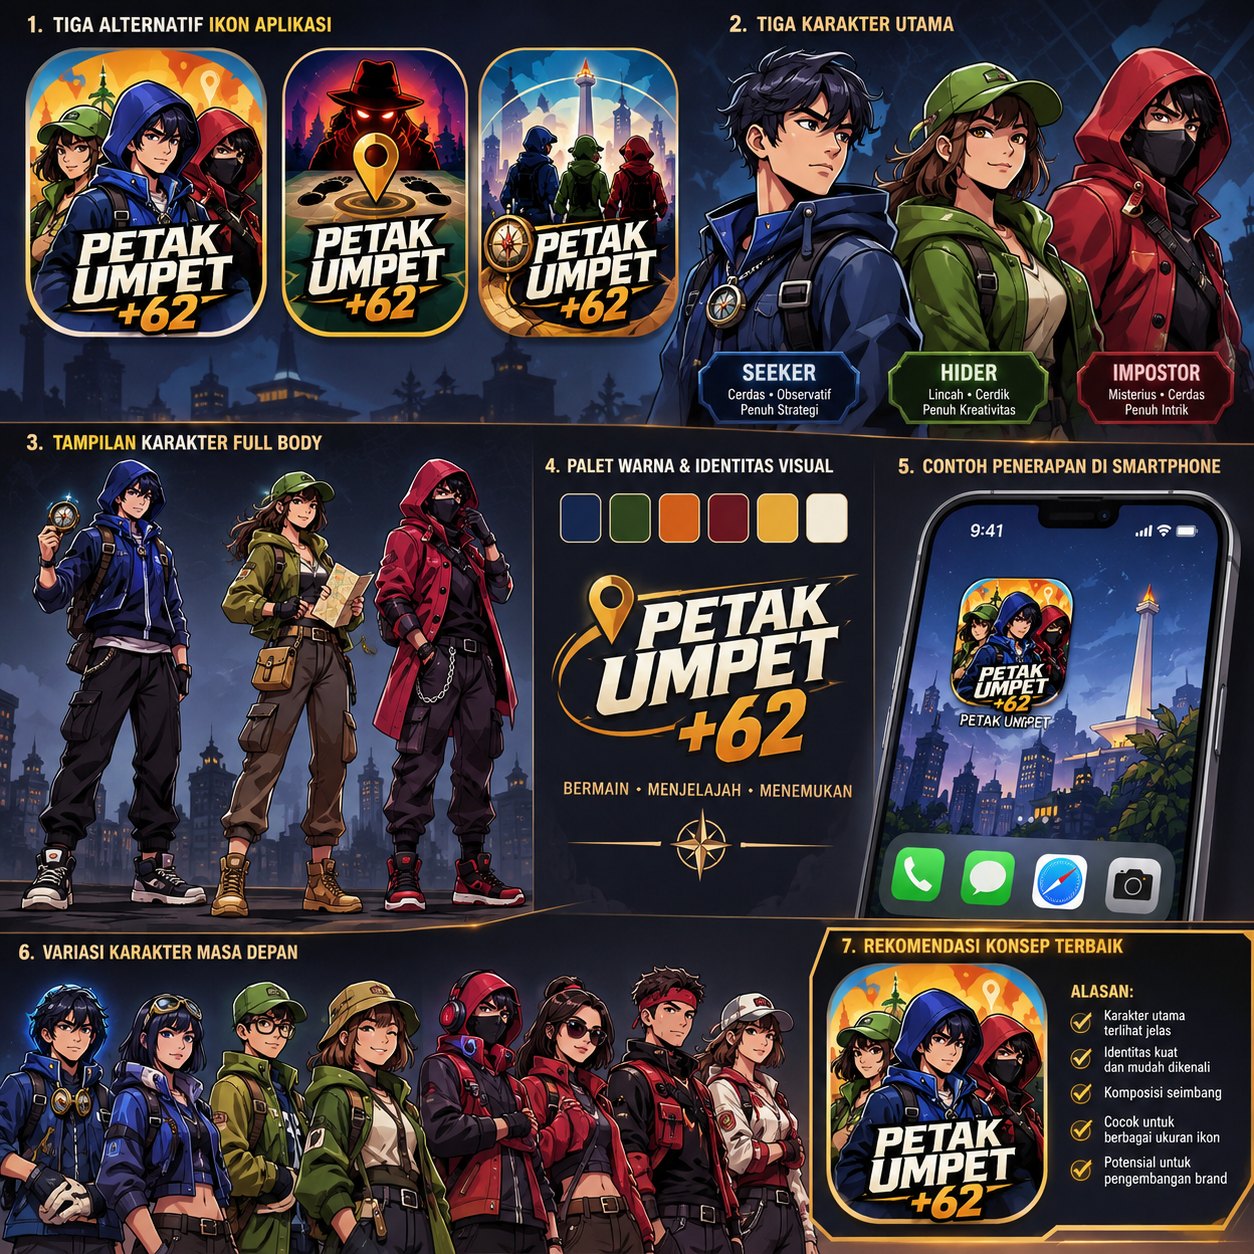 1. TIGA ALTERNATIF IKON APLIKASI
PETAK
UMPET
+62
PETAK
UMPET
+62
PETAK
UMPET
+62
2. TIGA KARAKTER UTAMA
SEEKER
Cerdas • Observatif
Penuh Strategi
HIDER
Lincah • Cerdik
Penuh Kreativitas
IMPOSTOR
Misterius • Cerdas
Penuh Intrik
3. TAMPILAN KARAKTER FULL BODY
4. PALET WARNA & IDENTITAS VISUAL
PETAK
UMPET
+62
BERMAIN • MENJELAJAH • MENEMUKAN
5. CONTOH PENERAPAN DI SMARTPHONE
9:41
PETAK
UMPET
+62
PETAK UMPET
6. VARIASI KARAKTER MASA DEPAN
7. REKOMENDASI KONSEP TERBAIK
PETAK
UMPET
+62
ALASAN:
Karakter utama
terlihat jelas
Identitas kuat
dan mudah dikenali
Komposisi seimbang
Cocok untuk
berbagai ukuran ikon
Potensial untuk
pengembangan brand